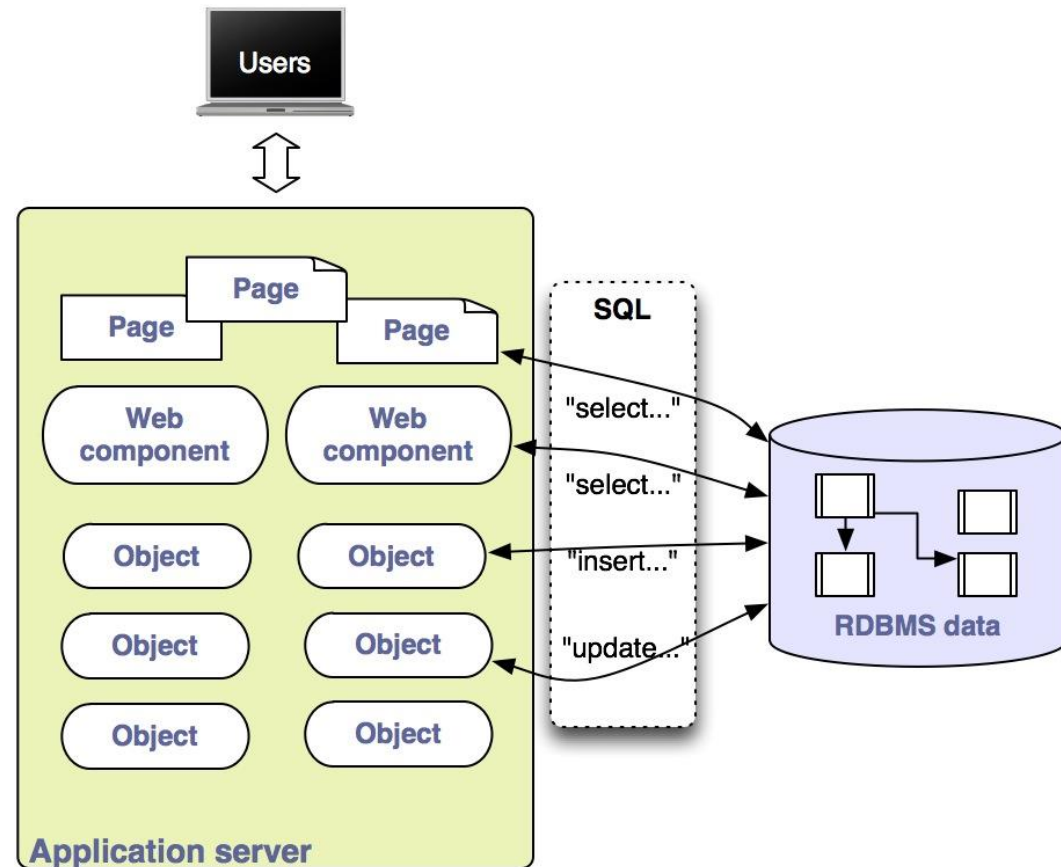 Users
Page
Page
Page
SQL
Web
component
Web
component
"select..."
"select..."
Object
Object
"insert..."
Object
Object
"update..."
RDBMS data
Object
Object
Application server